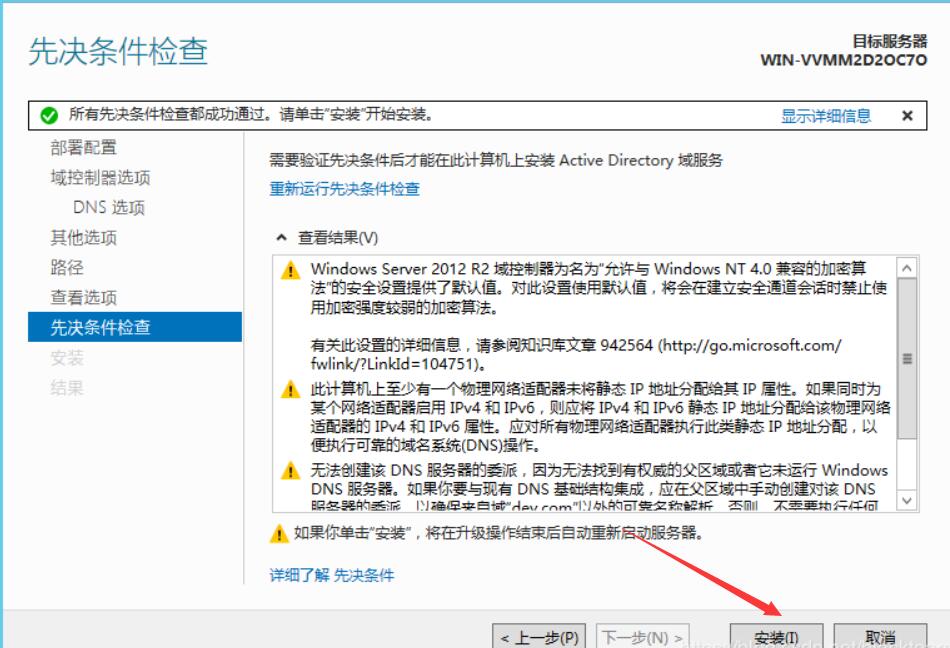 先决条件检查
目标服务器
WIN-VVMM2D2OC7O
所有先决条件检查都成功通过。请单击"安装"开始安装。
显示详细信息
部署配置
域控制器选项
DNS 选项
其他选项
路径
查看选项
先决条件检查
安装
结果
需要验证先决条件后才能在此计算机上安装 Active Directory 域服务
重新运行先决条件检查
查看结果(V)
Windows Server 2012 R2 域控制器为名为"允许与 Windows NT 4.0 兼容的加密算
法"的安全设置提供了默认值。对此设置使用默认值，将会在建立安全通道会话时禁止使
用加密强度较弱的加密算法。
有关此设置的详细信息，请参阅知识库文章 942564 (http://go.microsoft.com/
fwlink/?LinkId=104751)。
此计算机上至少有一个物理网络适配器未将静态 IP 地址分配给其 IP 属性。如果同时为
某个网络适配器启用 IPv4 和 IPv6，则应将 IPv4 和 IPv6 静态 IP 地址分配给该物理网络
适配器的 IPv4 和 IPv6 属性。应对所有物理网络适配器执行此类静态 IP 地址分配，以
便执行可靠的域名系统(DNS)操作。
无法创建该 DNS 服务器的委派，因为无法找到有权威的父区域或者它未运行 Windows
DNS 服务器。如果你要与现有 DNS 基础结构集成，应在父区域中手动创建对该 DNS
服务器的委派，以确保来自域"dev.com"以外的可靠名称解析。否则，不需要执行任何
如果你单击"安装"，将在升级操作结束后自动重新启动服务器。
详细了解 先决条件
< 上一步(P)
下一步(N) >
安装(I)
取消